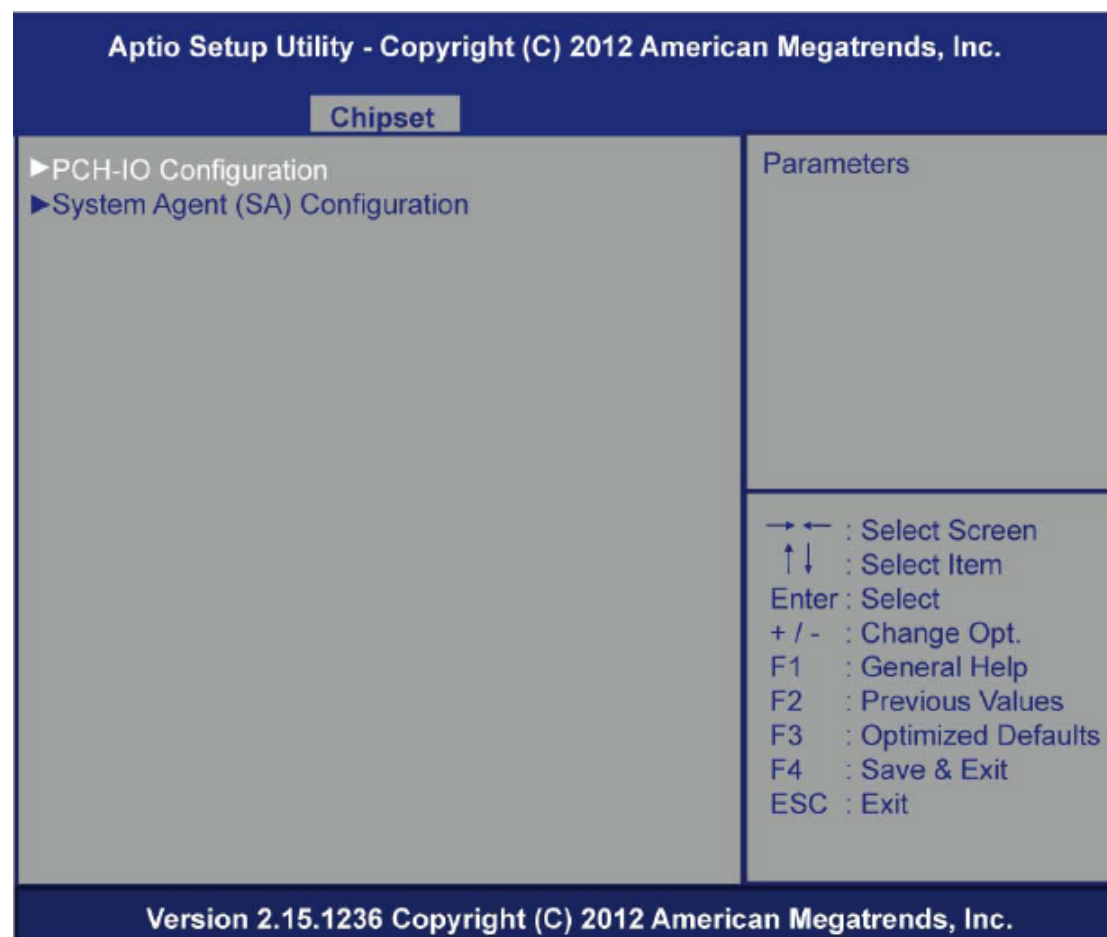 Aptio Setup Utility - Copyright (C) 2012 American Megatrends, Inc.
Chipset
►PCH-IO Configuration
►System Agent (SA) Configuration
Parameters
→ ← : Select Screen
↑↓ : Select Item
Enter : Select
+ / - : Change Opt.
F1 : General Help
F2 : Previous Values
F3 : Optimized Defaults
F4 : Save & Exit
ESC : Exit
Version 2.15.1236 Copyright (C) 2012 American Megatrends, Inc.